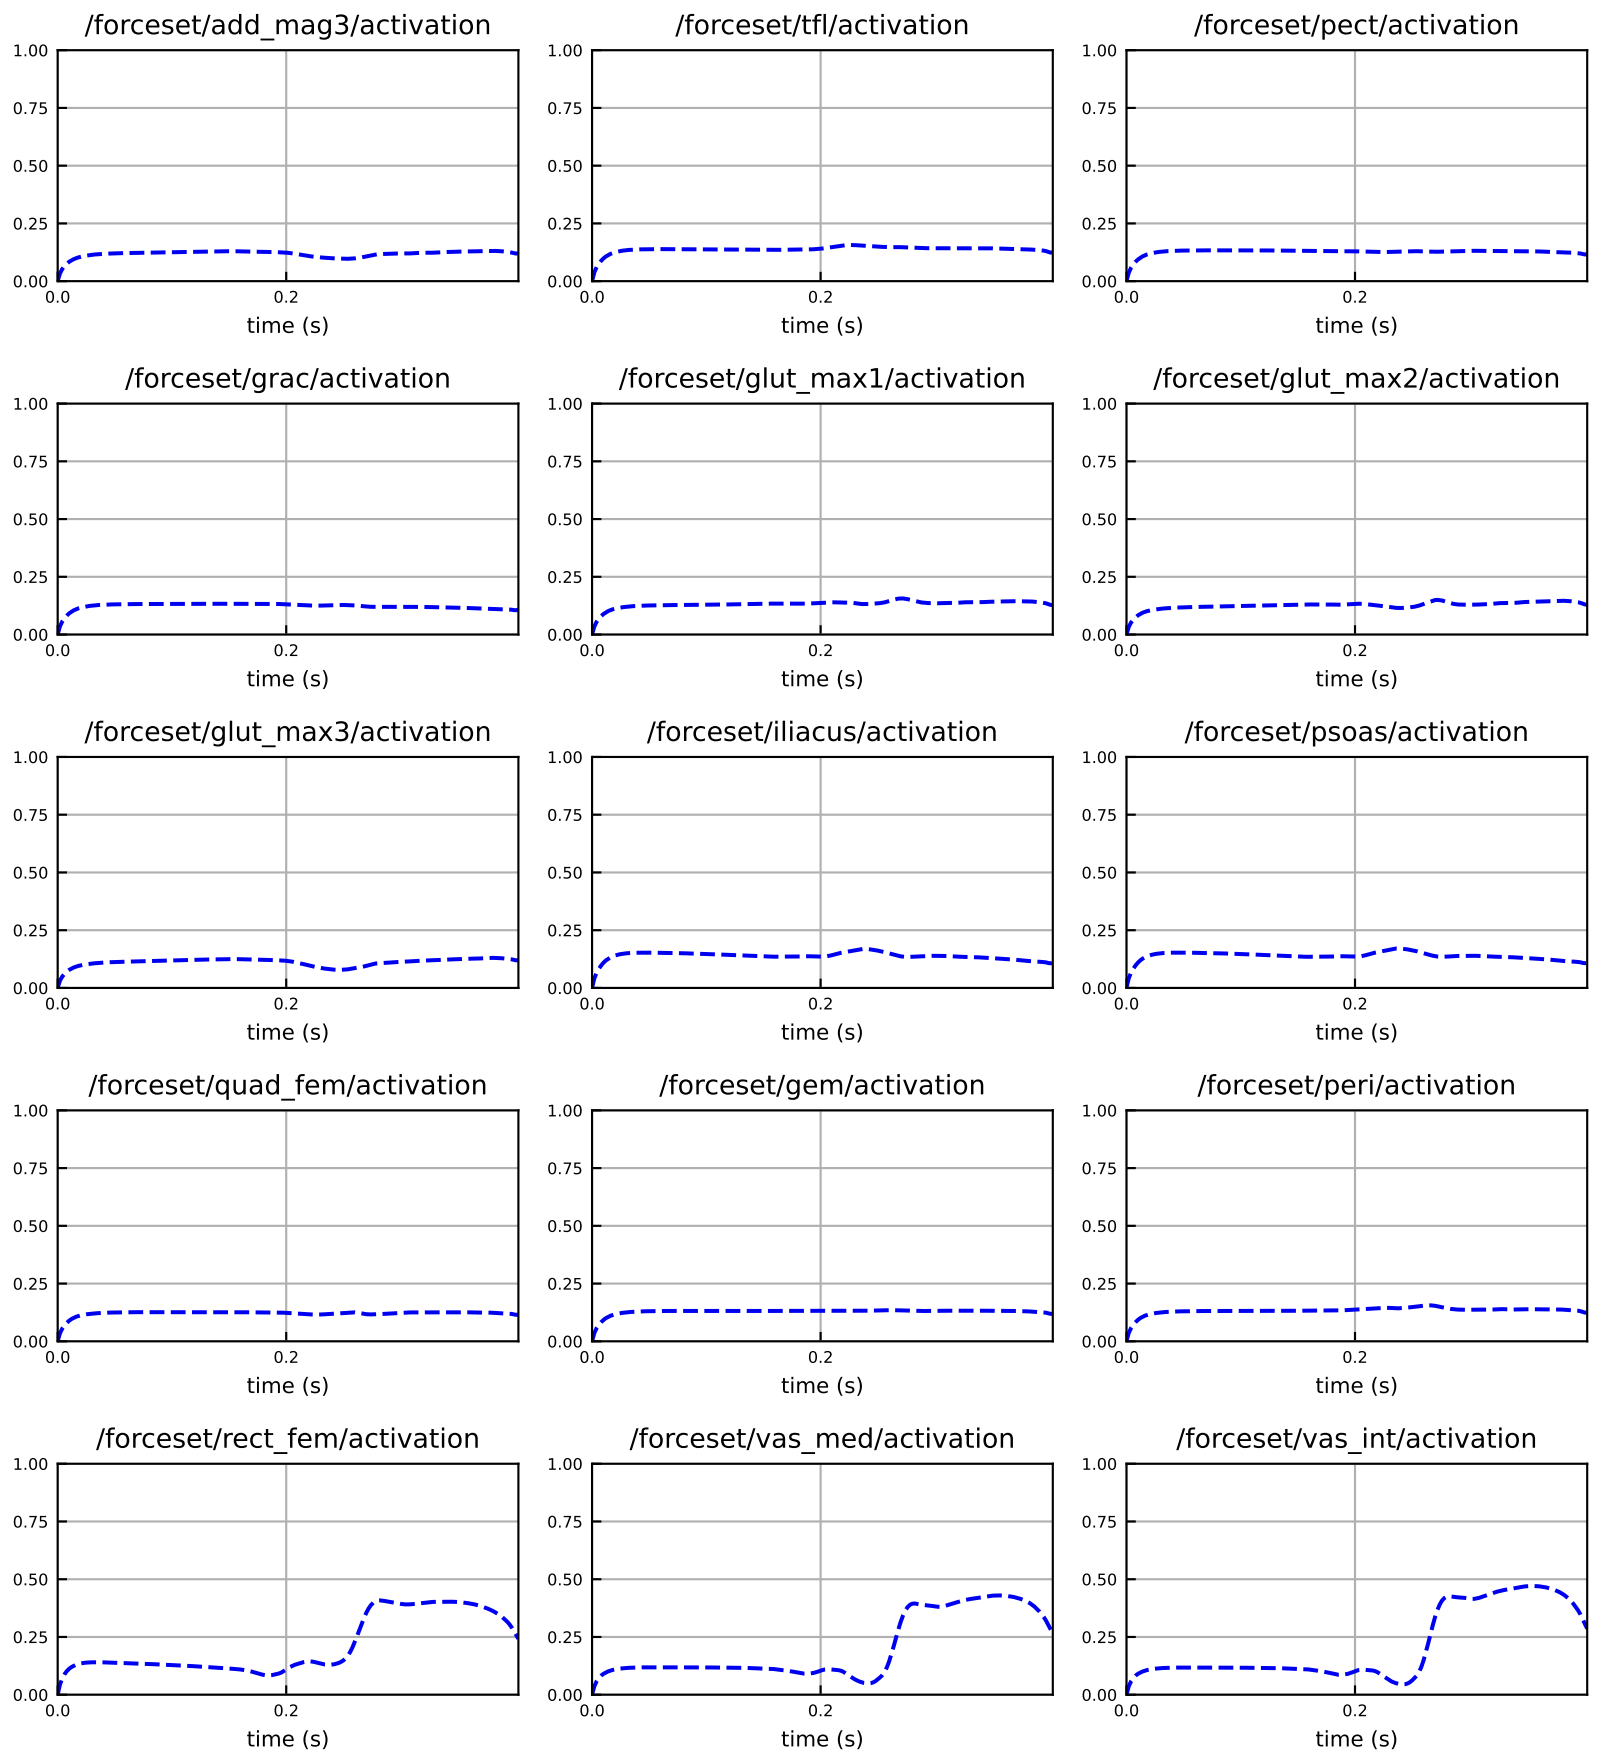 /forceset/add_mag3/activation /forceset/tfl/activation /forceset/pect/activation
1.00 1.00 1.00
0.75 0.75 0.75
0.50 0.50 0.50
0.25 0.25 0.25
0.00 0.00 0.00
0.0 0.2 0.0 0.2 0.0 0.2
time (s) time (s) time (s)
/forceset/grac/activation /forceset/glut_max1/activation /forceset/glut_max2/activation
1.00 1.00 1.00
0.75 0.75 0.75
0.50 0.50 0.50
0.25 0.25 0.25
0.00 0.00 0.00
0.0 0.2 0.0 0.2 0.0 0.2
time (s) time (s) time (s)
/forceset/glut_max3/activation /forceset/iliacus/activation /forceset/psoas/activation
1.00 1.00 1.00
0.75 0.75 0.75
0.50 0.50 0.50
0.25 0.25 0.25
0.00 0.00 0.00
0.0 0.2 0.0 0.2 0.0 0.2
time (s) time (s) time (s)
/forceset/quad_fem/activation /forceset/gem/activation /forceset/peri/activation
1.00 1.00 1.00
0.75 0.75 0.75
0.50 0.50 0.50
0.25 0.25 0.25
0.00 0.00 0.00
0.0 0.2 0.0 0.2 0.0 0.2
time (s) time (s) time (s)
/forceset/rect_fem/activation /forceset/vas_med/activation /forceset/vas_int/activation
1.00 1.00 1.00
0.75 0.75 0.75
0.50 0.50 0.50
0.25 0.25 0.25
0.00 0.00 0.00
0.0 0.2 0.0 0.2 0.0 0.2
time (s) time (s) time (s)